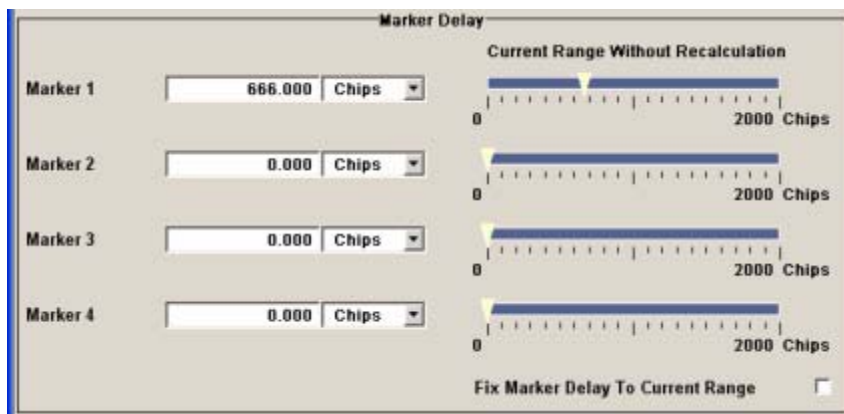 Marker Delay
Current Range Without Recalculation
Marker 1 666.000 Chips
0 2000 Chips
Marker 2 0.000 Chips
0 2000 Chips
Marker 3 0.000 Chips
0 2000 Chips
Marker 4 0.000 Chips
0 2000 Chips
Fix Marker Delay To Current Range